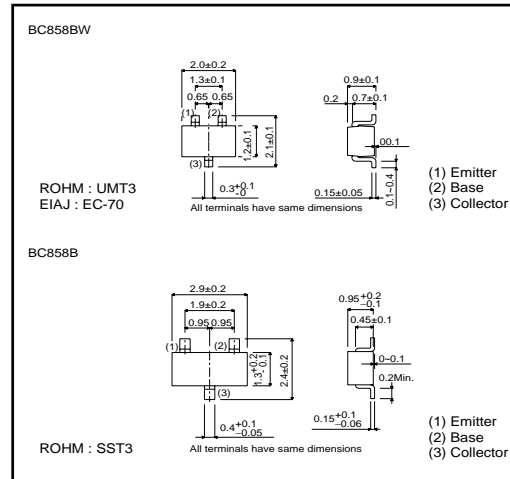 BC858BW
2.0±0.2
1.3±0.1
0.65 0.65
(1) (2)
(3)
1.2±0.1
2.1±0.1
0.3+0.1 -0
All terminals have same dimensions
0.9±0.1
0.2 0.7±0.1
00.1
0.15±0.05
0.1~0.4
ROHM : UMT3
EIAJ : EC-70
(1) Emitter
(2) Base
(3) Collector
BC858B
2.9±0.2
1.9±0.2
0.95 0.95
(1) (2)
(3)
1.3+0.2 -0.1
2.4±0.2
0.4+0.1 -0.05
All terminals have same dimensions
0.95+0.2 -0.1
0.45±0.1
0~0.1
0.2Min.
0.15+0.1 -0.06
ROHM : SST3
(1) Emitter
(2) Base
(3) Collector